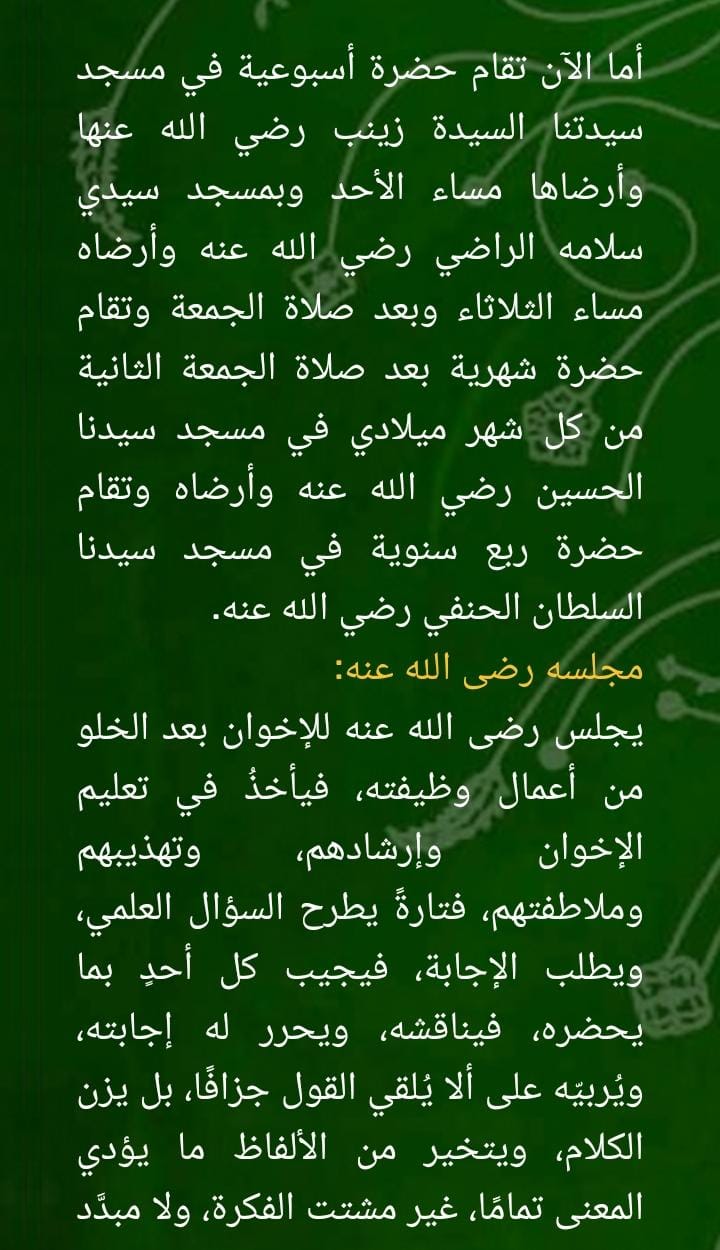 أما الآن تقام حضرة أسبوعية في مسجد
سيدتنا السيدة زينب رضي الله عنها
وأرضاها مساء الأحد وبمسجد سيدي
سلامه الراضي رضي الله عنه وأرضاه
مساء الثلاثاء وبعد صلاة الجمعة وتقام
حضرة شهرية بعد صلاة الجمعة الثانية
من كل شهر ميلادي في مسجد سيدنا
الحسين رضي الله عنه وأرضاه وتقام
حضرة ربع سنوية في مسجد سيدنا
السلطان الحنفي رضي الله عنه.
مجلسه رضى الله عنه:
يجلس رضى الله عنه للإخوان بعد الخلو
من أعمال وظيفته، فيأخذُ في تعليم
الإخوان وإرشادهم، وتهذيبهم
وملاطفتهم، فتارةً يطرح السؤال العلمي،
ويطلب الإجابة، فيجيب كل أحدٍ بما
يحضره، فيناقشه، ويحرر له إجابته،
ويُربيّه على ألا يُلقي القول جزافًا، بل يزن
الكلام، ويتخير من الألفاظ ما يؤدي
المعنى تمامًا، غير مشتت الفكرة، ولا مبدَّد